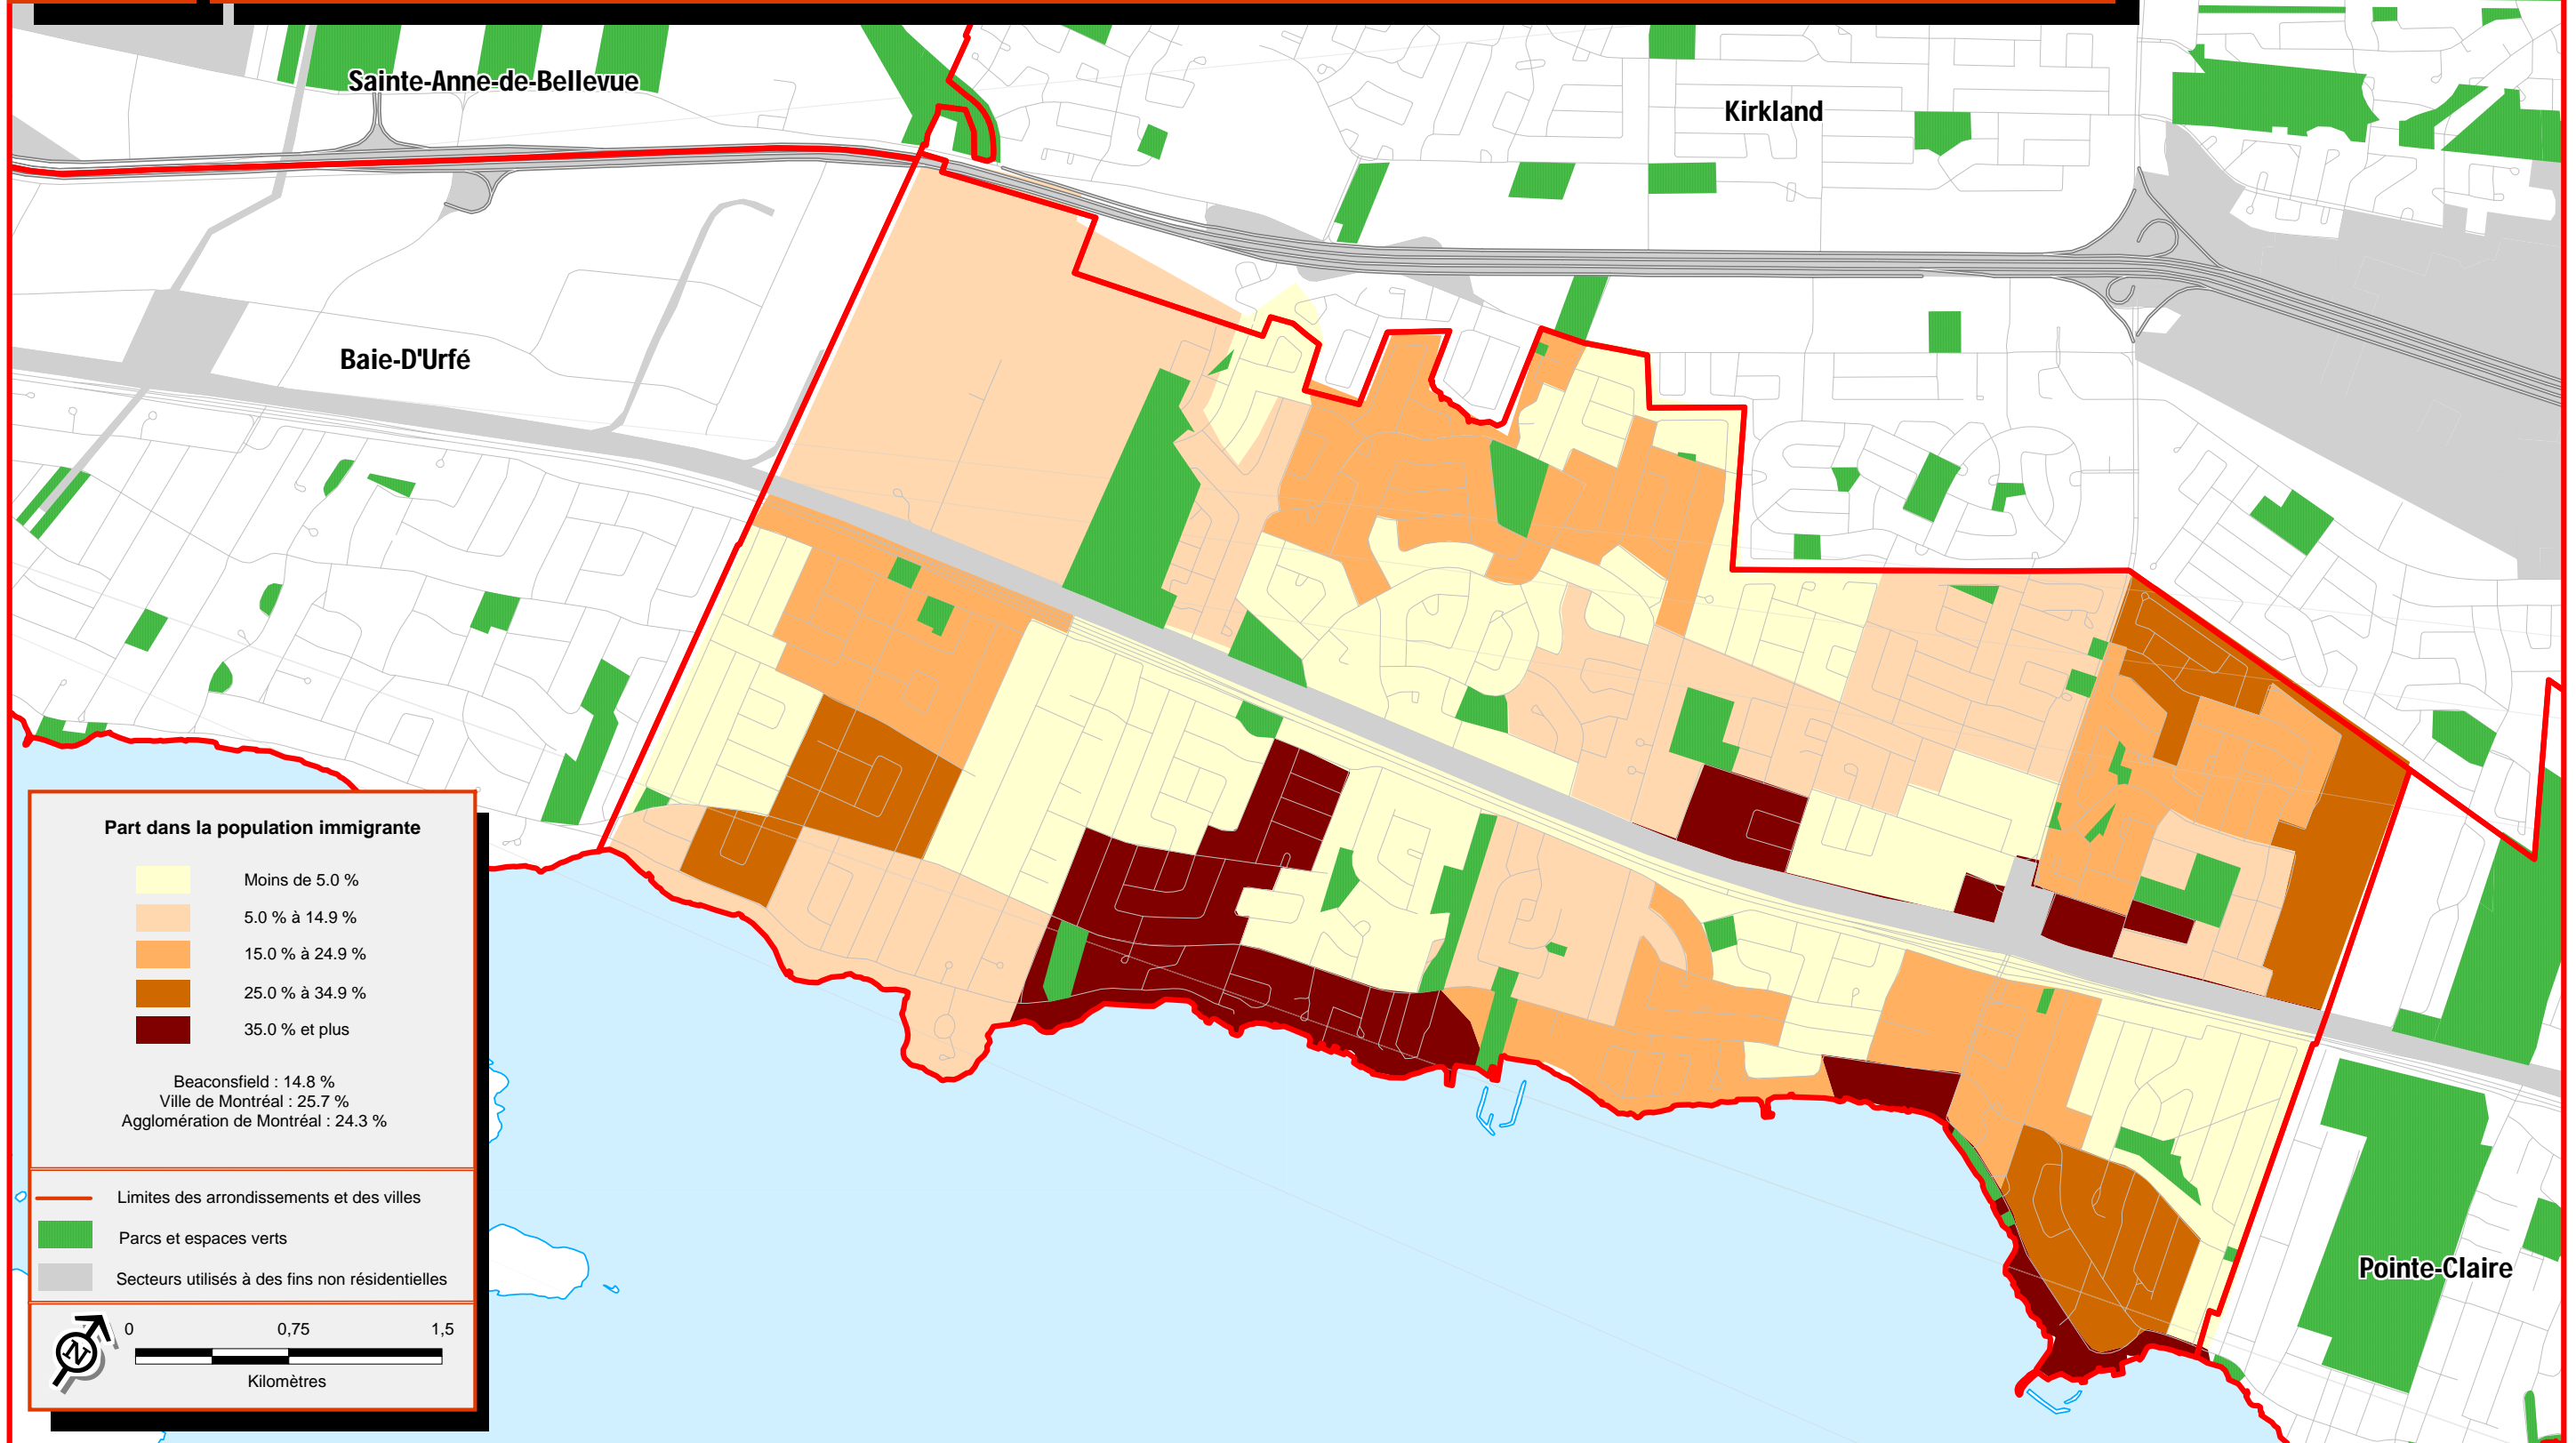 Sainte-Anne-de-Bellevue
Kirkland
Baie-D'Urfé
Pointe-Claire
Part dans la population immigrante
Moins de 5.0 %
5.0 % à 14.9 %
15.0 % à 24.9 %
25.0 % à 34.9 %
35.0 % et plus
Beaconsfield : 14.8 %
Ville de Montréal : 25.7 %
Agglomération de Montréal : 24.3 %
Limites des arrondissements et des villes
Parcs et espaces verts
Secteurs utilisés à des fins non résidentielles
N
0 0,75 1,5
Kilomètres